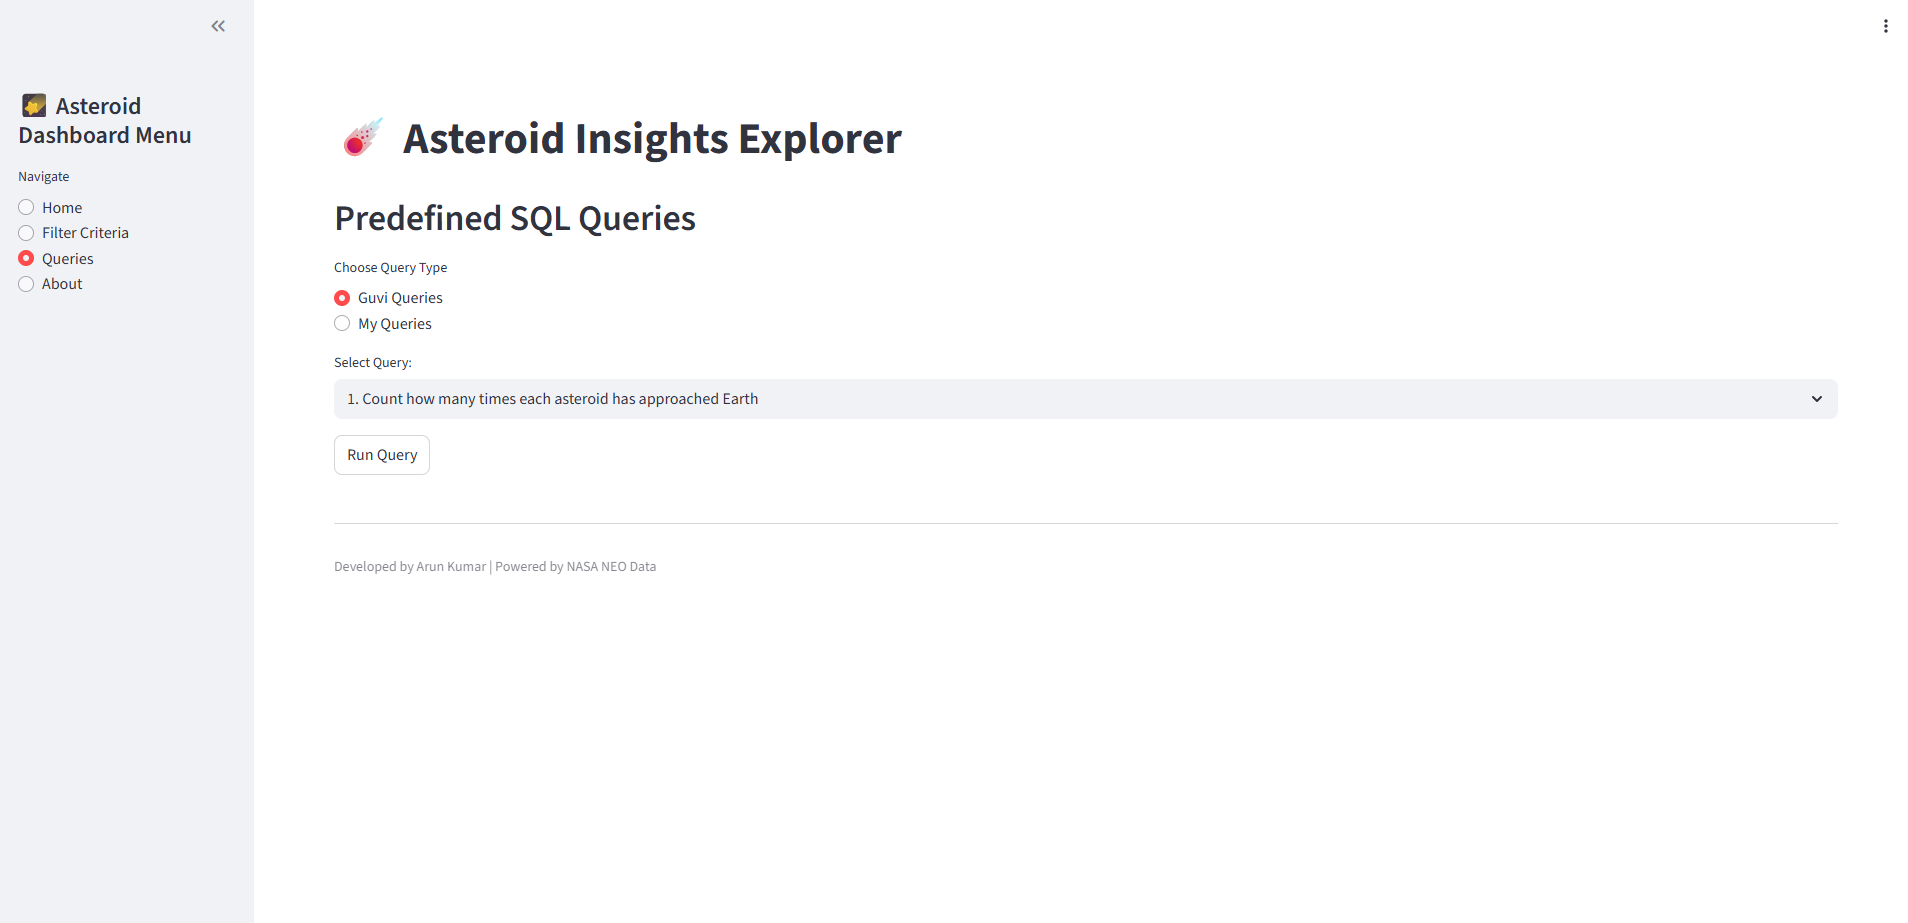 Asteroid
Dashboard Menu
Navigate
Home
Filter Criteria
Queries
About
Asteroid Insights Explorer
Predefined SQL Queries
Choose Query Type
Guvi Queries
My Queries
Select Query:
1. Count how many times each asteroid has approached Earth
Run Query
Developed by Arun Kumar | Powered by NASA NEO Data